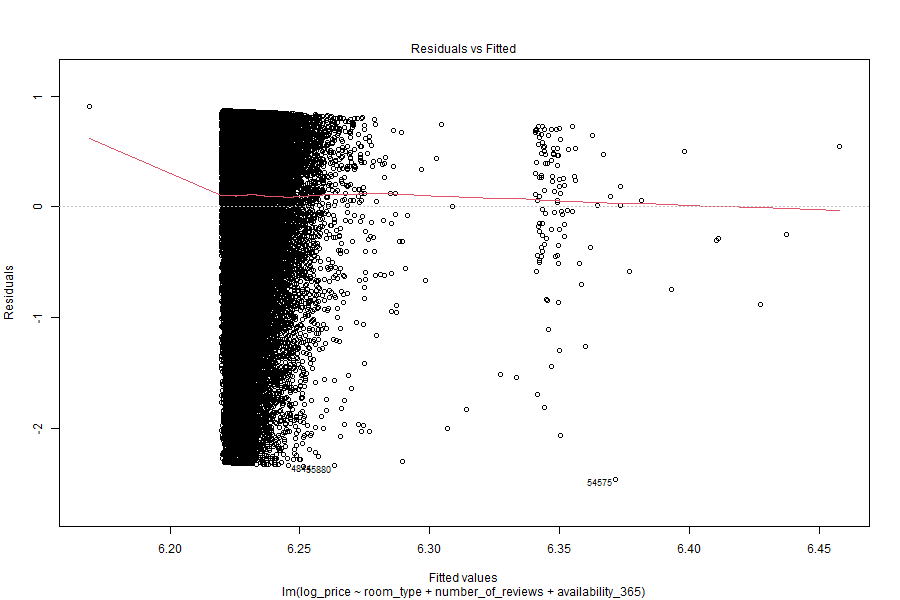 Residuals vs Fitted
Residuals
1
0
-1
-2
55880
54575
6.20 6.25 6.30 6.35 6.40 6.45
Fitted values
lm(log_price ~ room_type + number_of_reviews + availability_365)